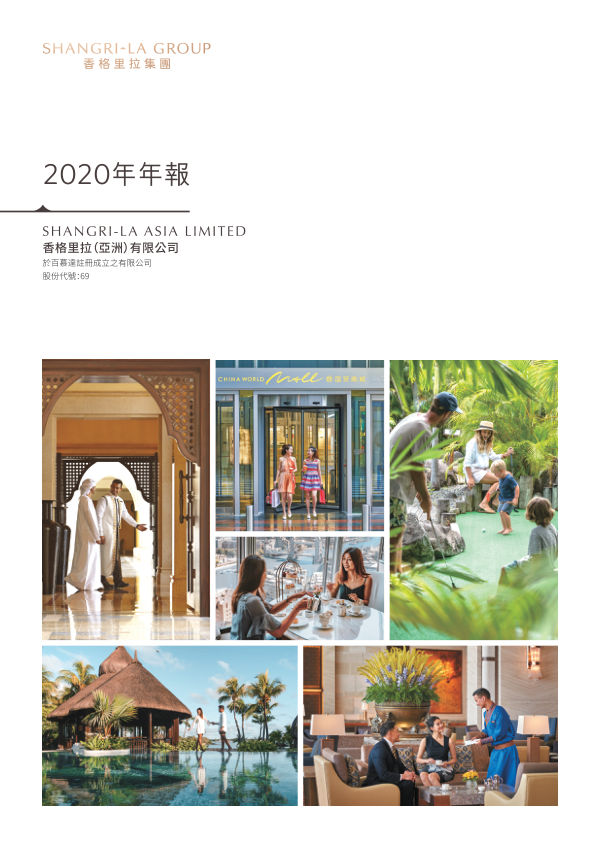 SHANGRI-LA GROUP
香格里拉集團
2020年年報
SHANGRI-LA ASIA LIMITED
香格里拉(亞洲)有限公司
於百慕達註冊成立之有限公司
股份代號:69
CHINA WORLD mall